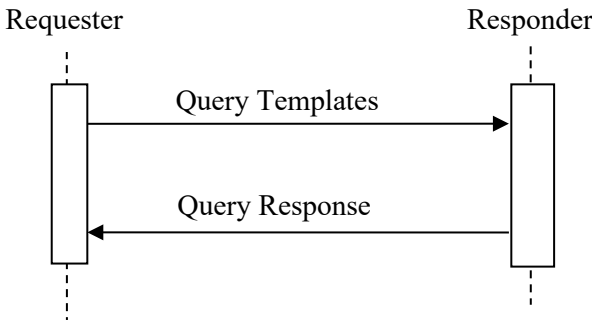 Requester
Responder
Query Templates
Query Response